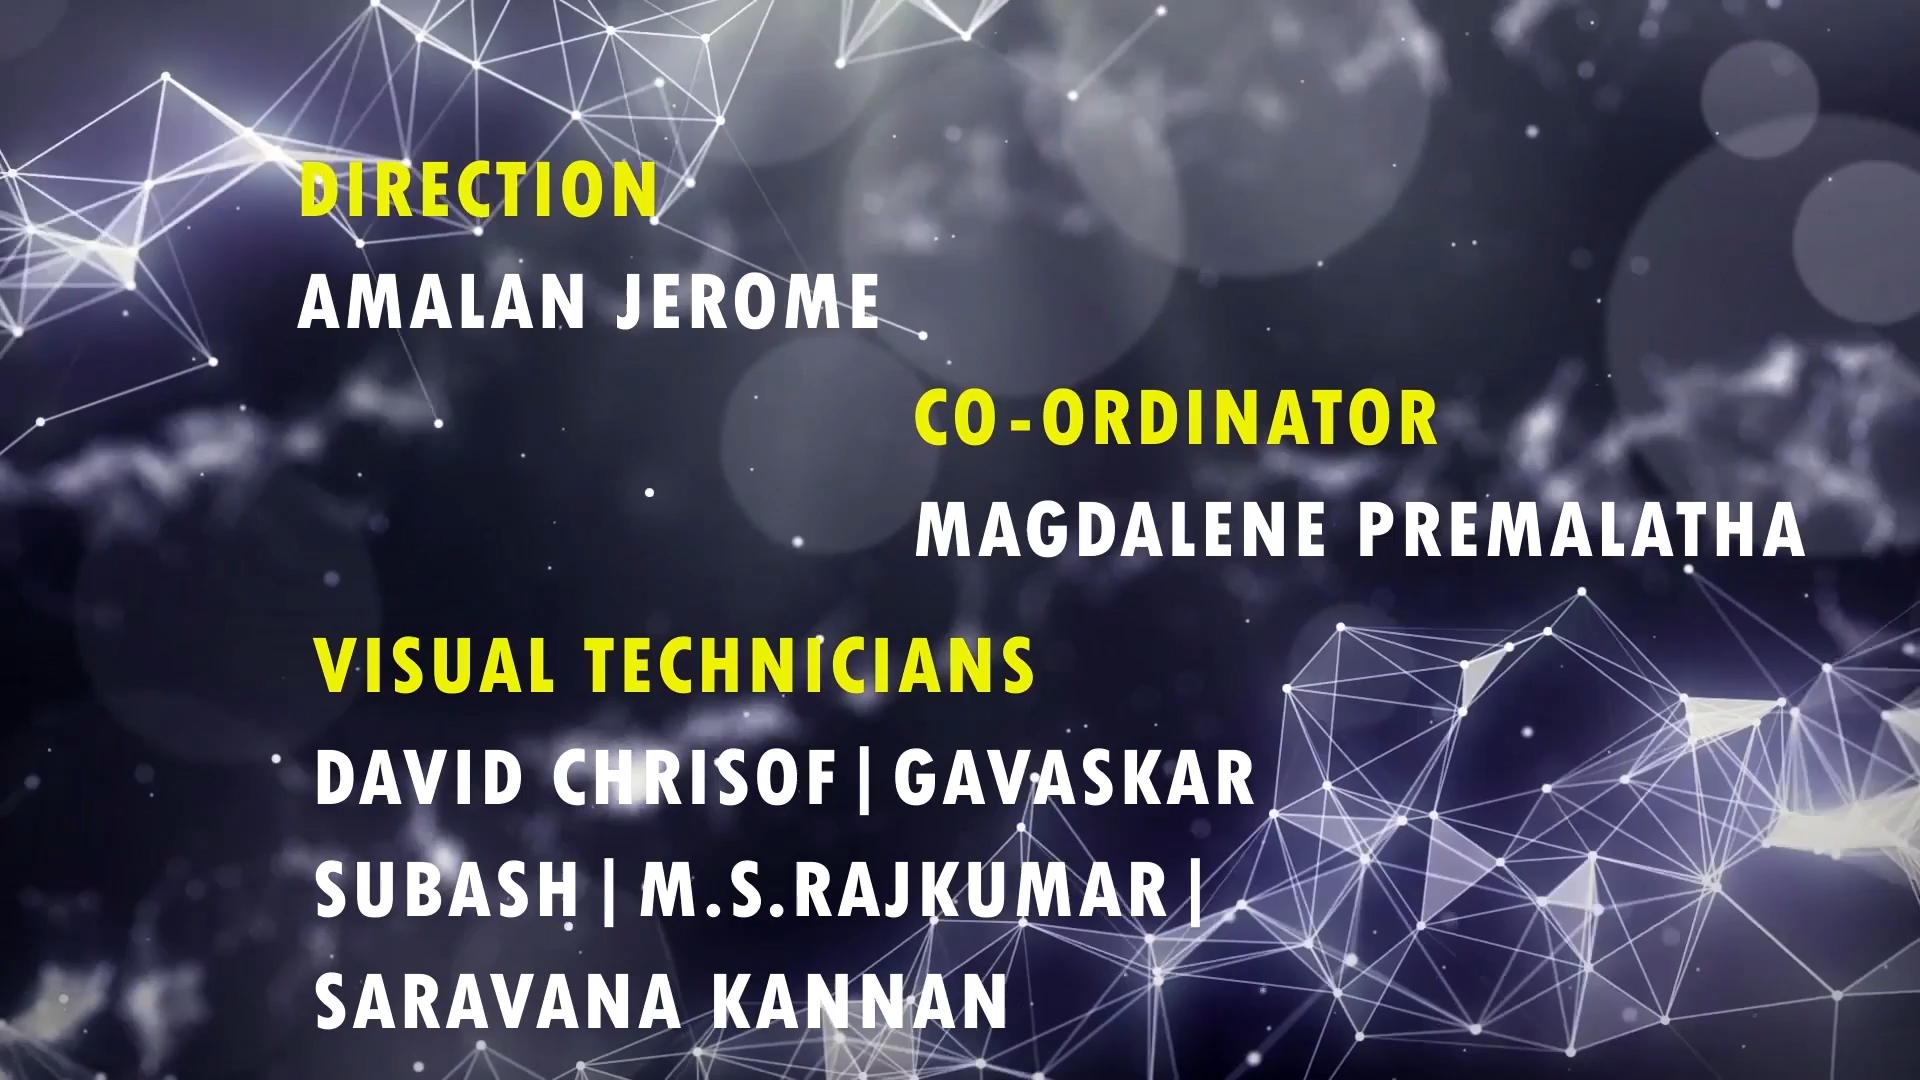 DIRECTION
AMALAN JEROME
CO-ORDINATOR
MAGDALENE PREMALATHA
VISUAL TECHNICIANS
DAVID CHRISOF|GAVASKAR
SUBASH|M.S.RAJKUMAR|
SARAVANA KANNAN